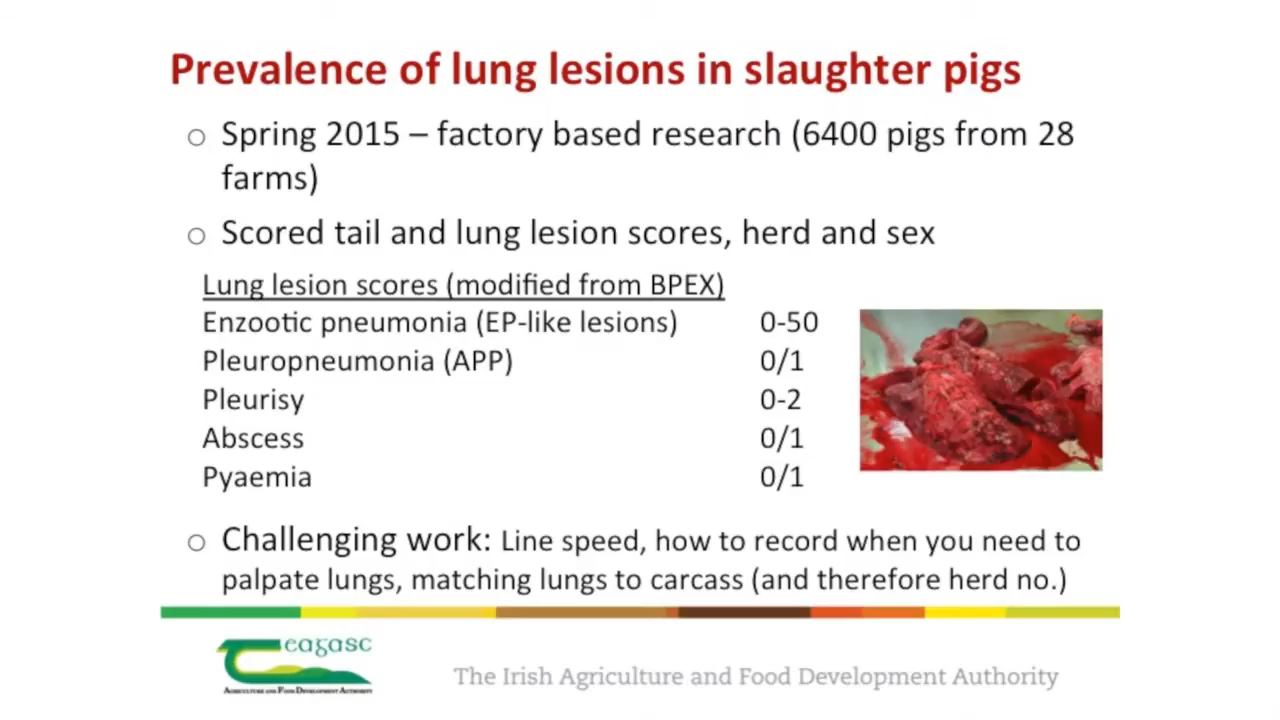 Prevalence of lung lesions in slaughter pigs
○ Spring 2015 – factory based research (6400 pigs from 28
farms)
○ Scored tail and lung lesion scores, herd and sex
Lung lesion scores (modified from BPEX)
Enzootic pneumonia (EP-like lesions) 0-50
Pleuropneumonia (APP) 0/1
Pleurisy 0-2
Abscess 0/1
Pyaemia 0/1
○ Challenging work: Line speed, how to record when you need to
palpate lungs, matching lungs to carcass (and therefore herd no.)
Teagasc
AGRICULTURE AND FOOD DEVELOPMENT AUTHORITY
The Irish Agriculture and Food Development Authority